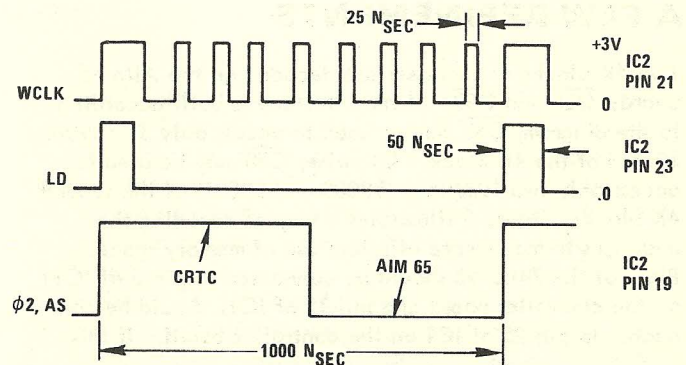 25 NSEC
+3V
WCLK
IC2
PIN 21
0
LD
50 NSEC
IC2
PIN 23
.0
CRTC
AIM 65
IC2
PIN 19
ϕ2, AS
1000 NSEC